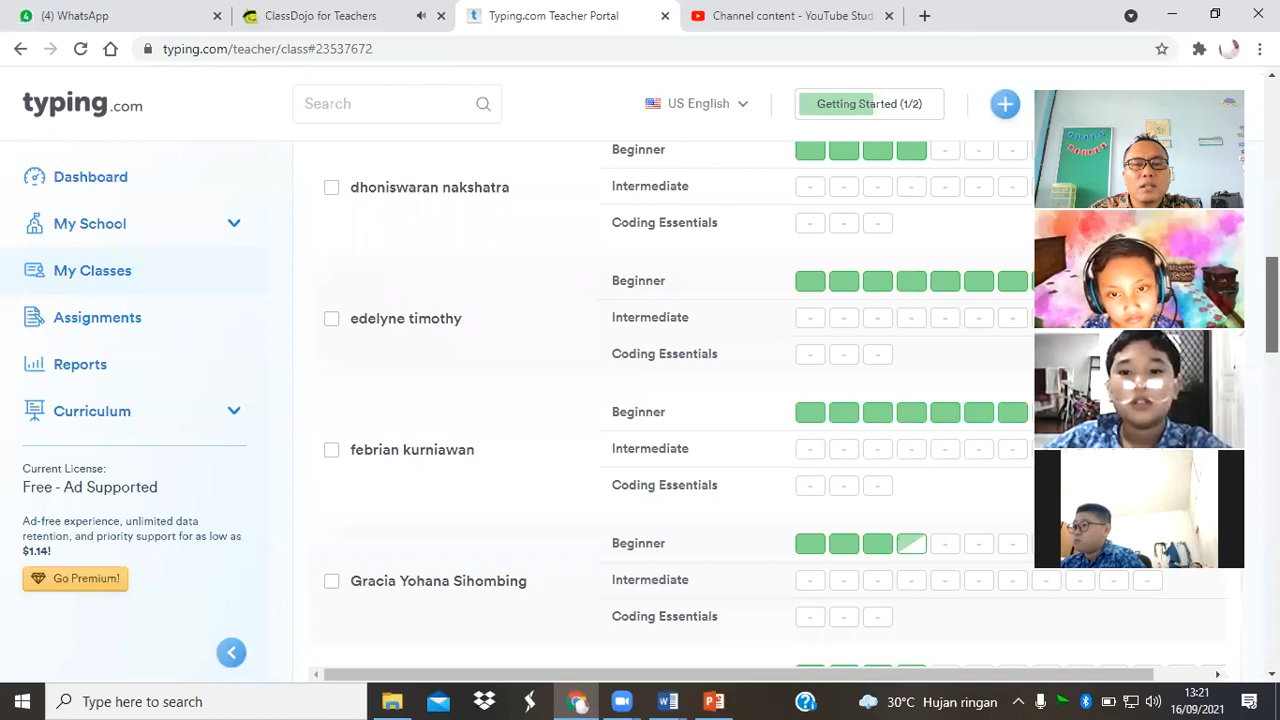 (4) WhatsApp
ClassDojo for Teachers
Typing.com Teacher Portal
Channel content - YouTube Stud
typing.com/teacher/class#23537672
typing.com
Search
US English
Getting Started (1/2)
Dashboard
My School
My Classes
Assignments
Reports
Curriculum
Current License:
Free - Ad Supported
Ad-free experience, unlimited data
retention, and priority support for as low as
$1.14!
Go Premium!
Beginner
dhoniswaran nakshatra
Intermediate
Coding Essentials
Beginner
edelyne timothy
Intermediate
Coding Essentials
Beginner
febrian kurniawan
Intermediate
Coding Essentials
Beginner
Gracia Yohana Sihombing
Intermediate
Coding Essentials
Type here to search
30°C Hujan ringan
13:21
16/09/2021